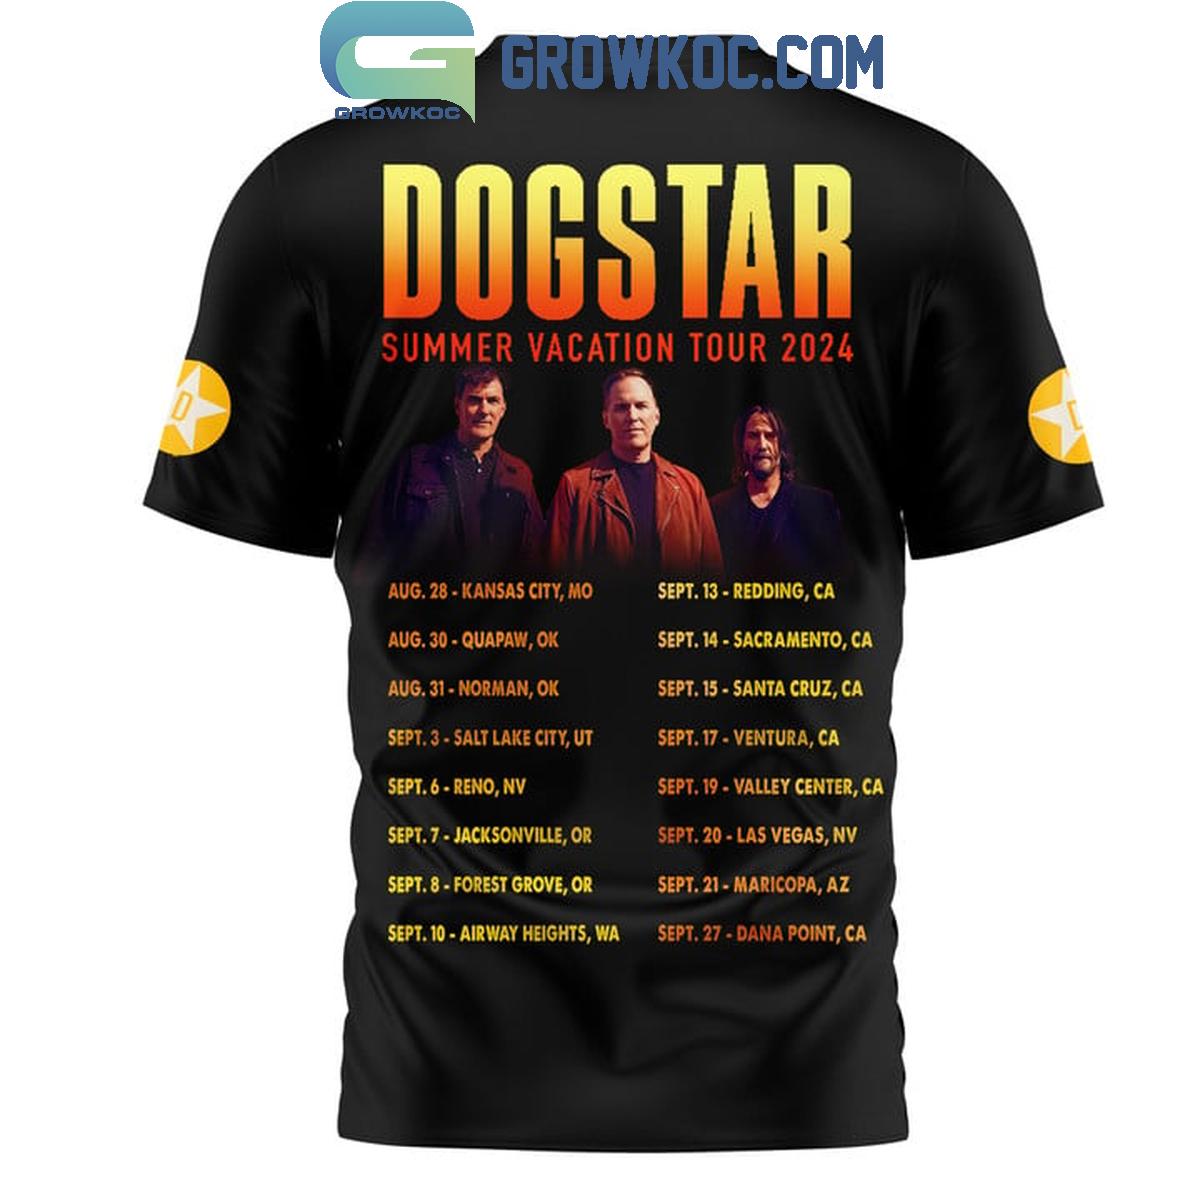 GROWKOC.COM
GROWKOC
DOGSTAR
SUMMER VACATION TOUR 2024
D
D
AUG. 28 - KANSAS CITY, MO
AUG. 30 - QUAPAW, OK
AUG. 31 - NORMAN, OK
SEPT. 3 - SALT LAKE CITY, UT
SEPT. 6 - RENO, NV
SEPT. 7 - JACKSONVILLE, OR
SEPT. 8 - FOREST GROVE, OR
SEPT. 10 - AIRWAY HEIGHTS, WA
SEPT. 13 - REDDING, CA
SEPT. 14 - SACRAMENTO, CA
SEPT. 15 - SANTA CRUZ, CA
SEPT. 17 - VENTURA, CA
SEPT. 19 - VALLEY CENTER, CA
SEPT. 20 - LAS VEGAS, NV
SEPT. 21 - MARICOPA, AZ
SEPT. 27 - DANA POINT, CA